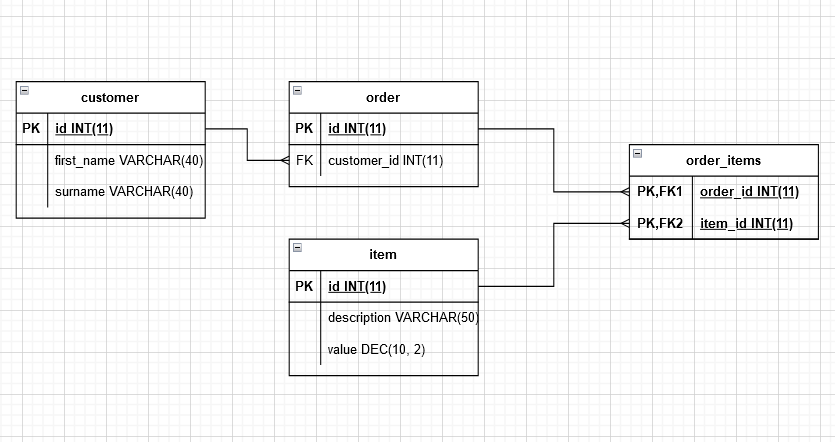 customer
PK id INT(11)
first_name VARCHAR(40)
surname VARCHAR(40)
order
PK id INT(11)
FK customer_id INT(11)
item
PK id INT(11)
description VARCHAR(50)
value DEC(10, 2)
order_items
PK,FK1 order_id INT(11)
PK,FK2 item_id INT(11)